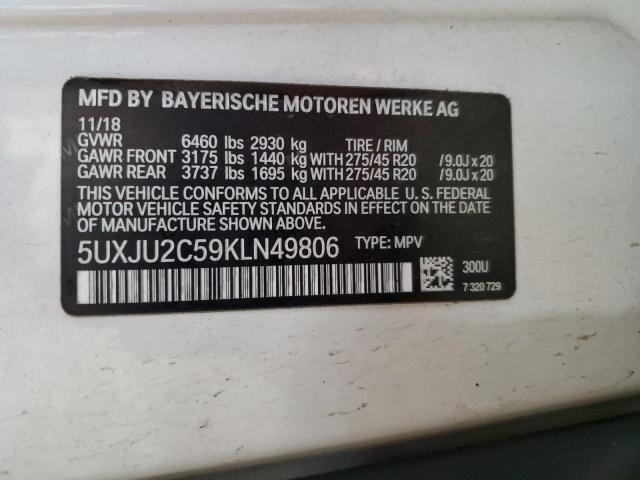 MFD BY BAYERISCHE MOTOREN WERKE AG
11/18
GVWR 6460 lbs 2930 kg TIRE / RIM
GAWR FRONT 3175 lbs 1440 kg WITH 275/45 R20 /9.0J x 20
GAWR REAR 3737 lbs 1695 kg WITH 275/45 R20 /9.0J x 20
THIS VEHICLE CONFORMS TO ALL APPLICABLE U. S. FEDERAL
MOTOR VEHICLE SAFETY STANDARDS IN EFFECT ON THE DATE
OF MANUFACTURE SHOWN ABOVE.
5UXJU2C59KLN49806 TYPE: MPV
300U
7 320 729